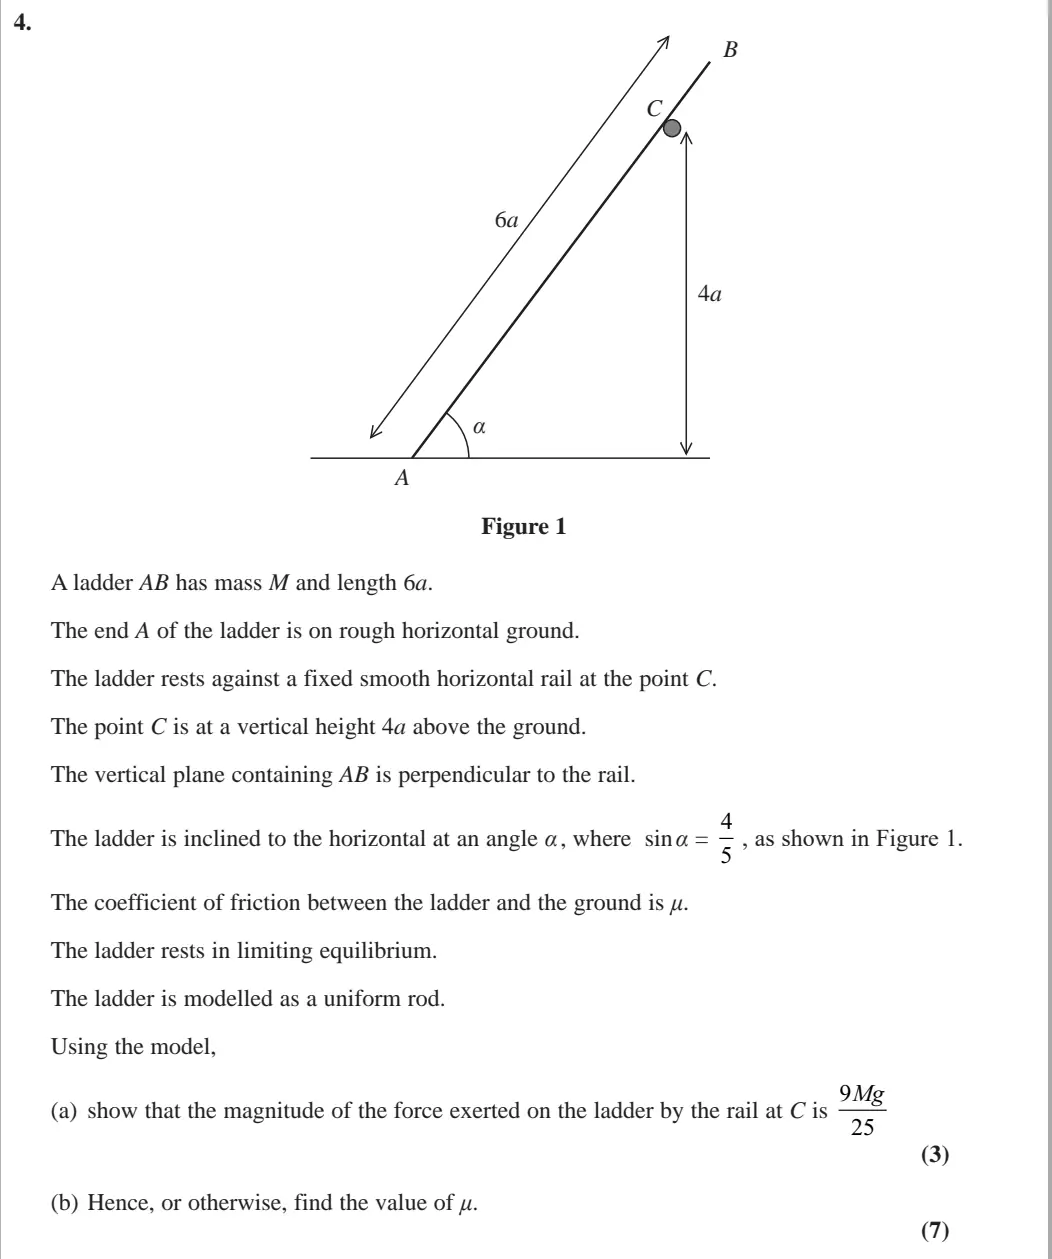 4.
B
C
6a
4a
α
A
Figure 1
A ladder AB has mass M and length 6a.
The end A of the ladder is on rough horizontal ground.
The ladder rests against a fixed smooth horizontal rail at the point C.
The point C is at a vertical height 4a above the ground.
The vertical plane containing AB is perpendicular to the rail.
The ladder is inclined to the horizontal at an angle α, where sin α = 4/5, as shown in Figure 1.
The coefficient of friction between the ladder and the ground is μ.
The ladder rests in limiting equilibrium.
The ladder is modelled as a uniform rod.
Using the model,
(a) show that the magnitude of the force exerted on the ladder by the rail at C is 9Mg/25
(3)
(b) Hence, or otherwise, find the value of μ.
(7)